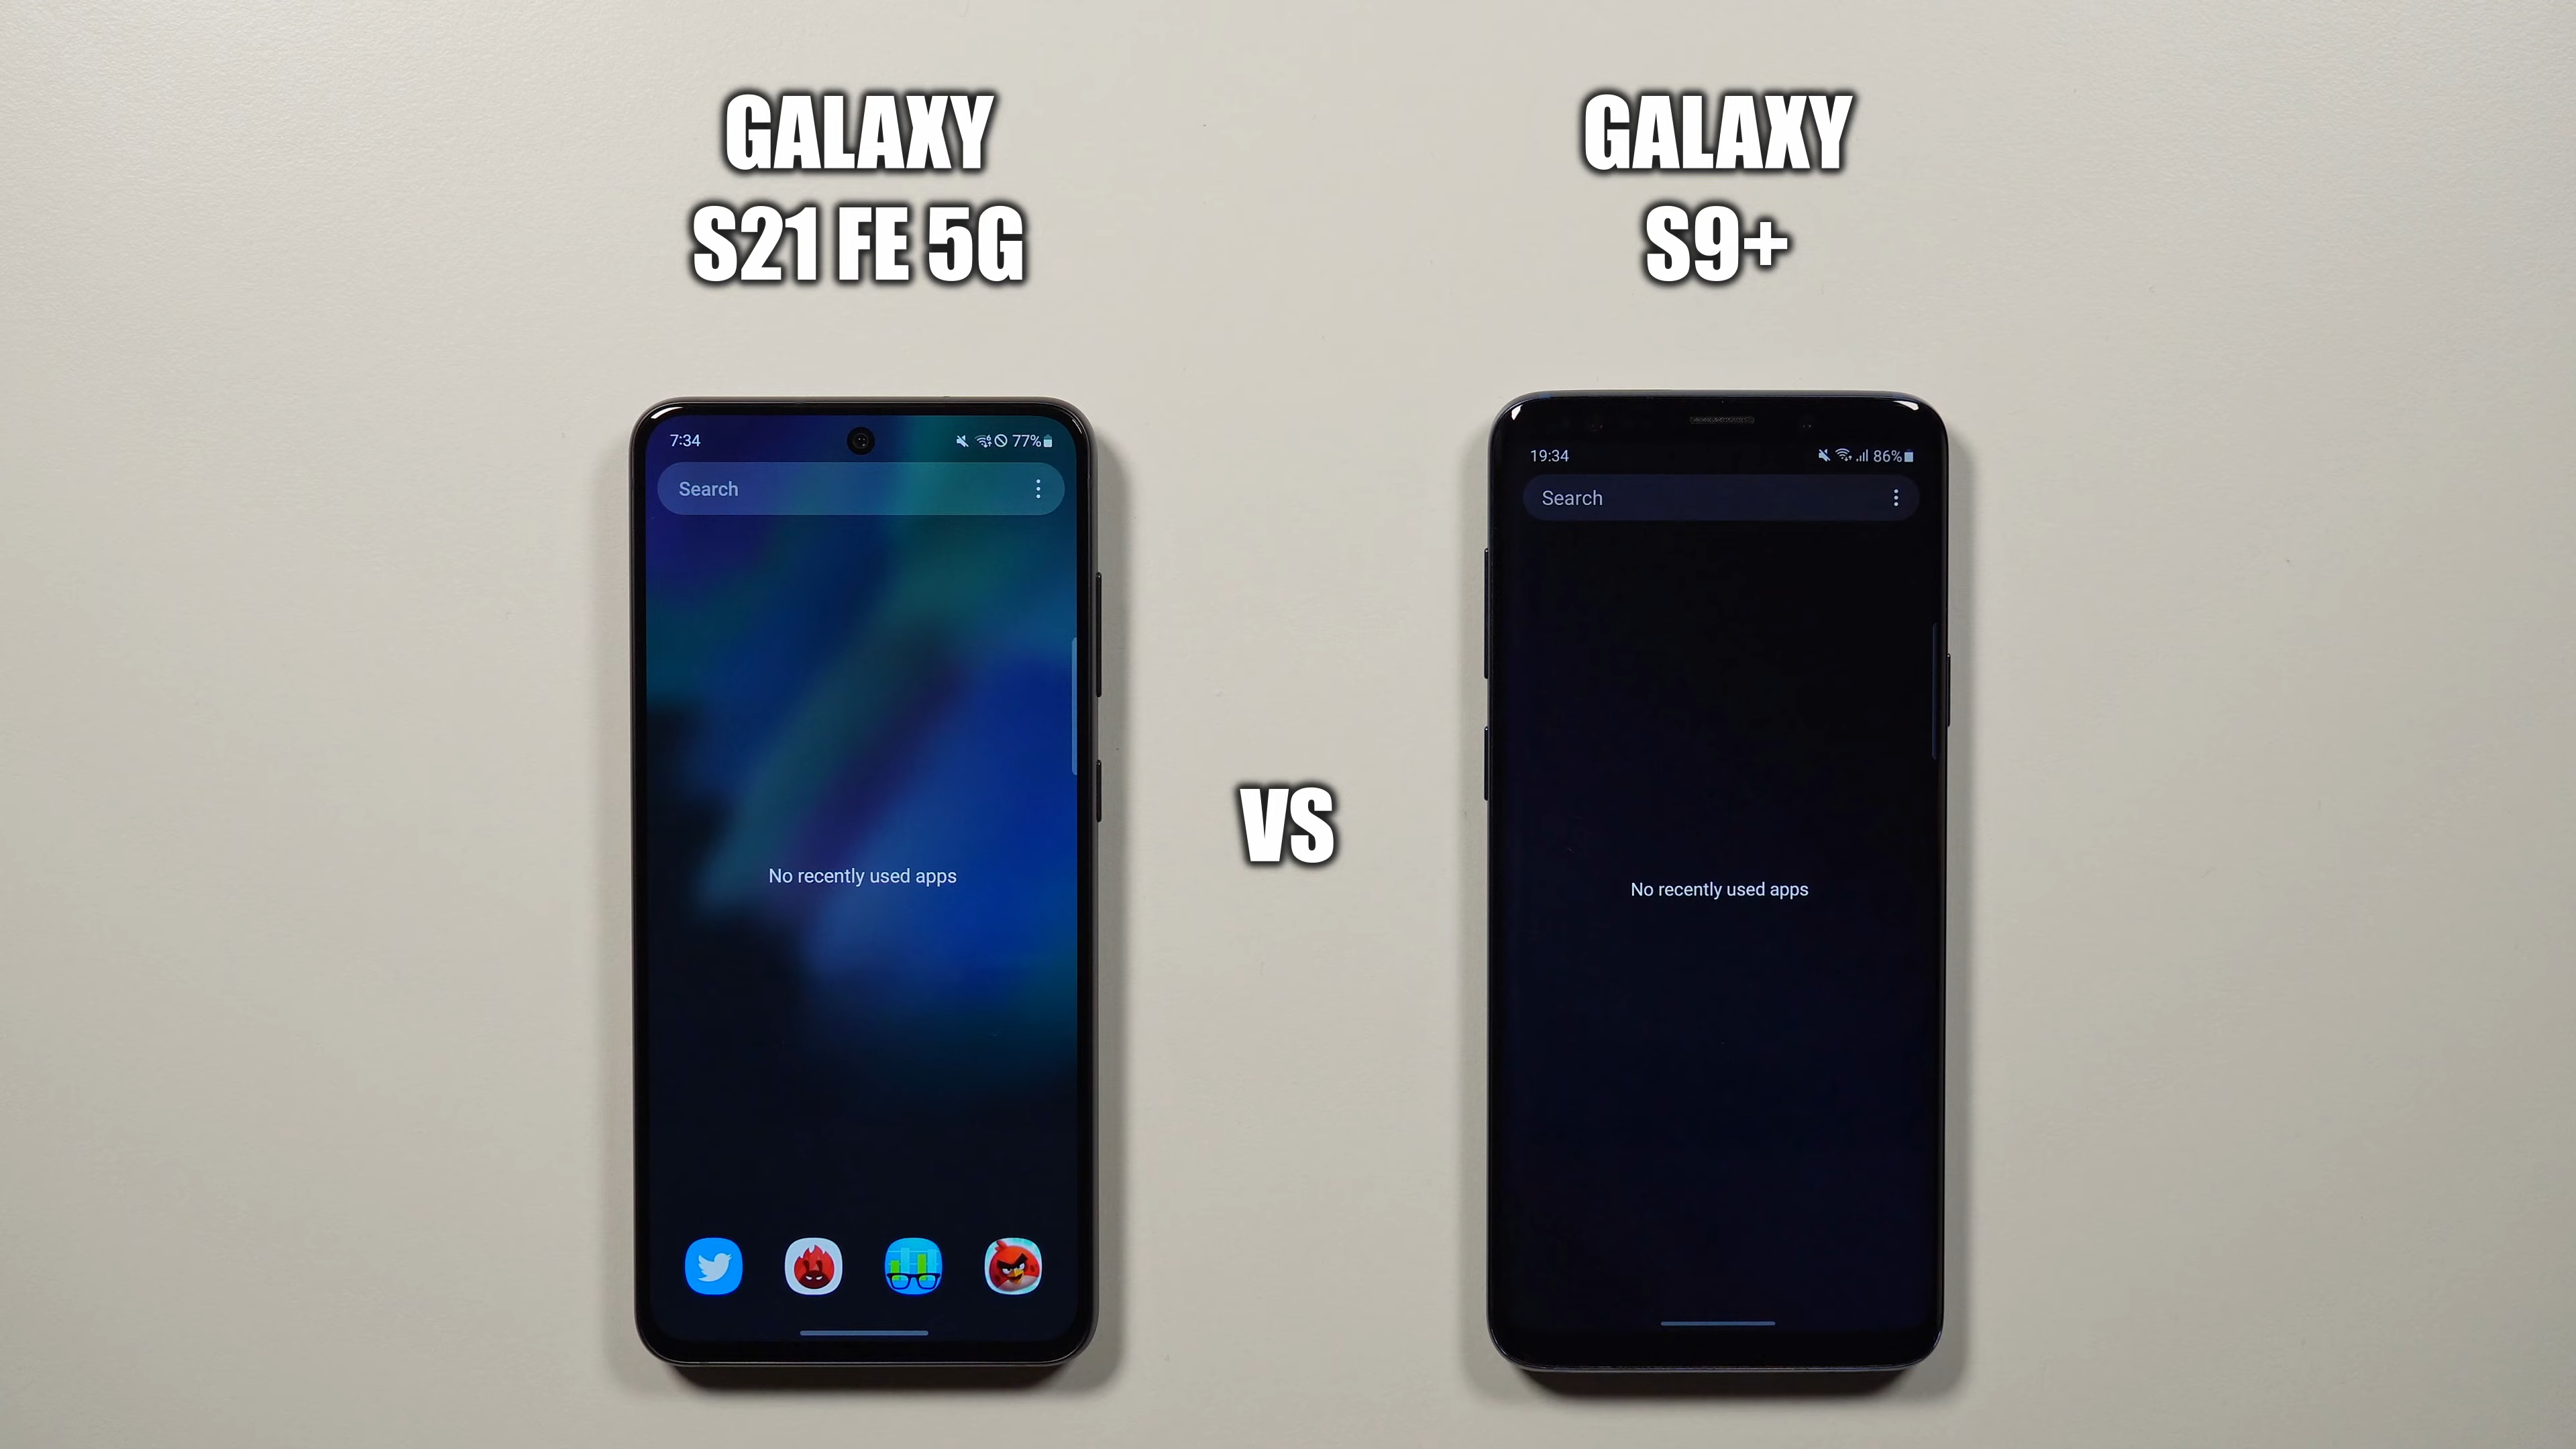 GALAXY
S21 FE 5G
GALAXY
S9+
7:34
77%
Search
No recently used apps
VS
19:34
86%
Search
No recently used apps